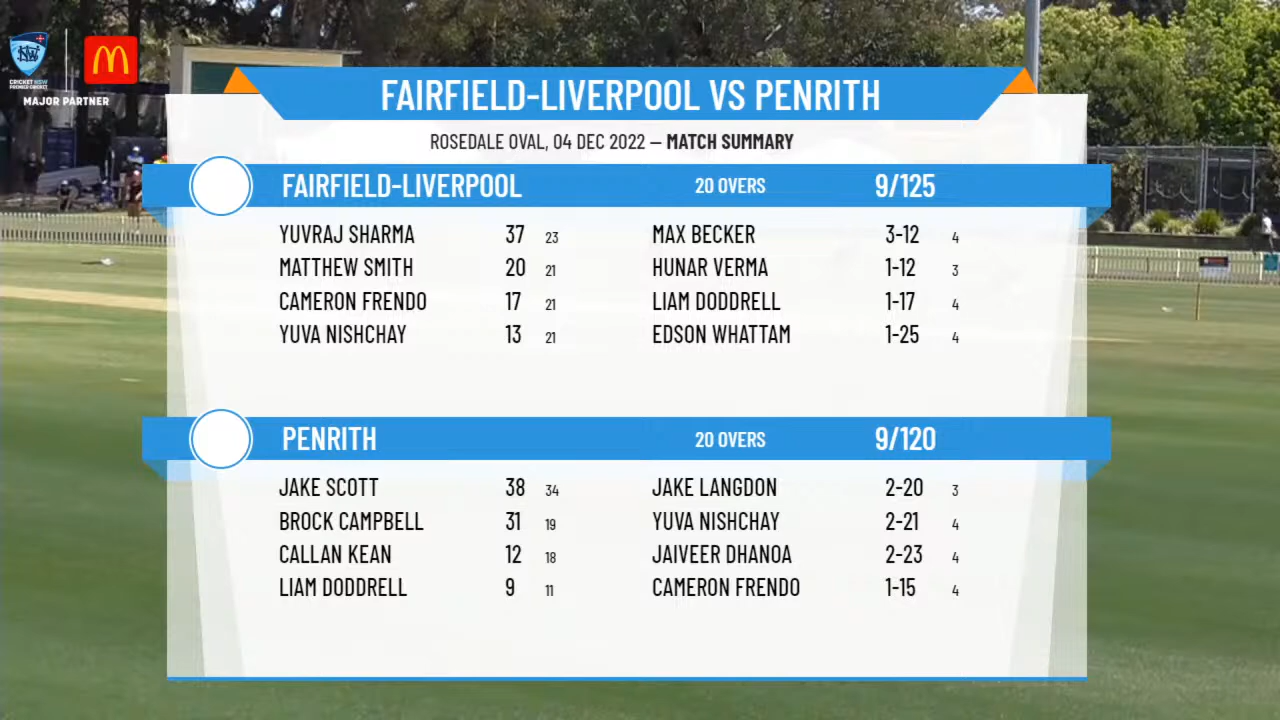 CRICKET NSW
PREMIER CRICKET
MAJOR PARTNER
FAIRFIELD-LIVERPOOL VS PENRITH
ROSEDALE OVAL, 04 DEC 2022 – MATCH SUMMARY
FAIRFIELD-LIVERPOOL 20 OVERS 9/125
YUVRAJ SHARMA 37 23 MAX BECKER 3-12 4
MATTHEW SMITH 20 21 HUNAR VERMA 1-12 3
CAMERON FRENDO 17 21 LIAM DODDRELL 1-17 4
YUVA NISHCHAY 13 21 EDSON WHATTAM 1-25 4
PENRITH 20 OVERS 9/120
JAKE SCOTT 38 34 JAKE LANGDON 2-20 3
BROCK CAMPBELL 31 19 YUVA NISHCHAY 2-21 4
CALLAN KEAN 12 18 JAIVEER DHANOA 2-23 4
LIAM DODDRELL 9 11 CAMERON FRENDO 1-15 4